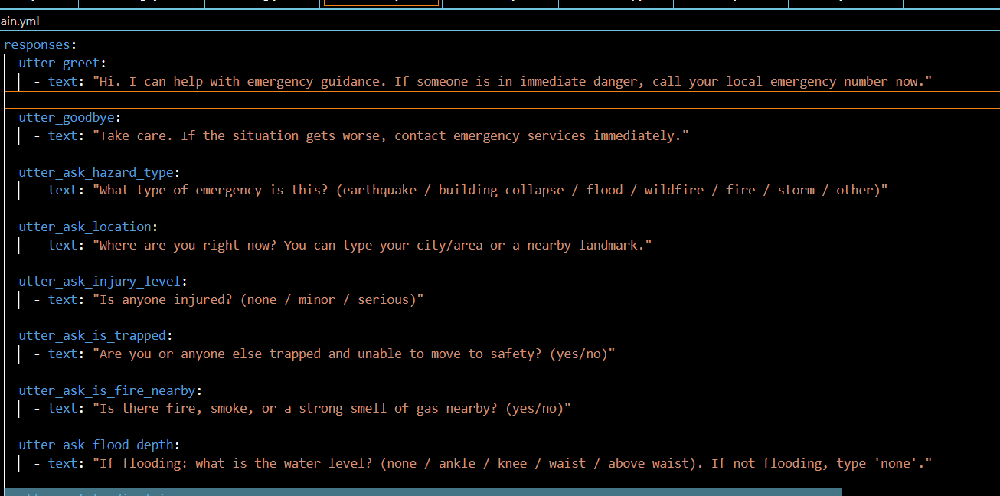 ain.yml
responses:
utter_greet:
- text: "Hi. I can help with emergency guidance. If someone is in immediate danger, call your local emergency number now."
utter_goodbye:
- text: "Take care. If the situation gets worse, contact emergency services immediately."
utter_ask_hazard_type:
- text: "What type of emergency is this? (earthquake / building collapse / flood / wildfire / fire / storm / other)"
utter_ask_location:
- text: "Where are you right now? You can type your city/area or a nearby landmark."
utter_ask_injury_level:
- text: "Is anyone injured? (none / minor / serious)"
utter_ask_is_trapped:
- text: "Are you or anyone else trapped and unable to move to safety? (yes/no)"
utter_ask_is_fire_nearby:
- text: "Is there fire, smoke, or a strong smell of gas nearby? (yes/no)"
utter_ask_flood_depth:
- text: "If flooding: what is the water level? (none / ankle / knee / waist / above waist). If not flooding, type 'none'."